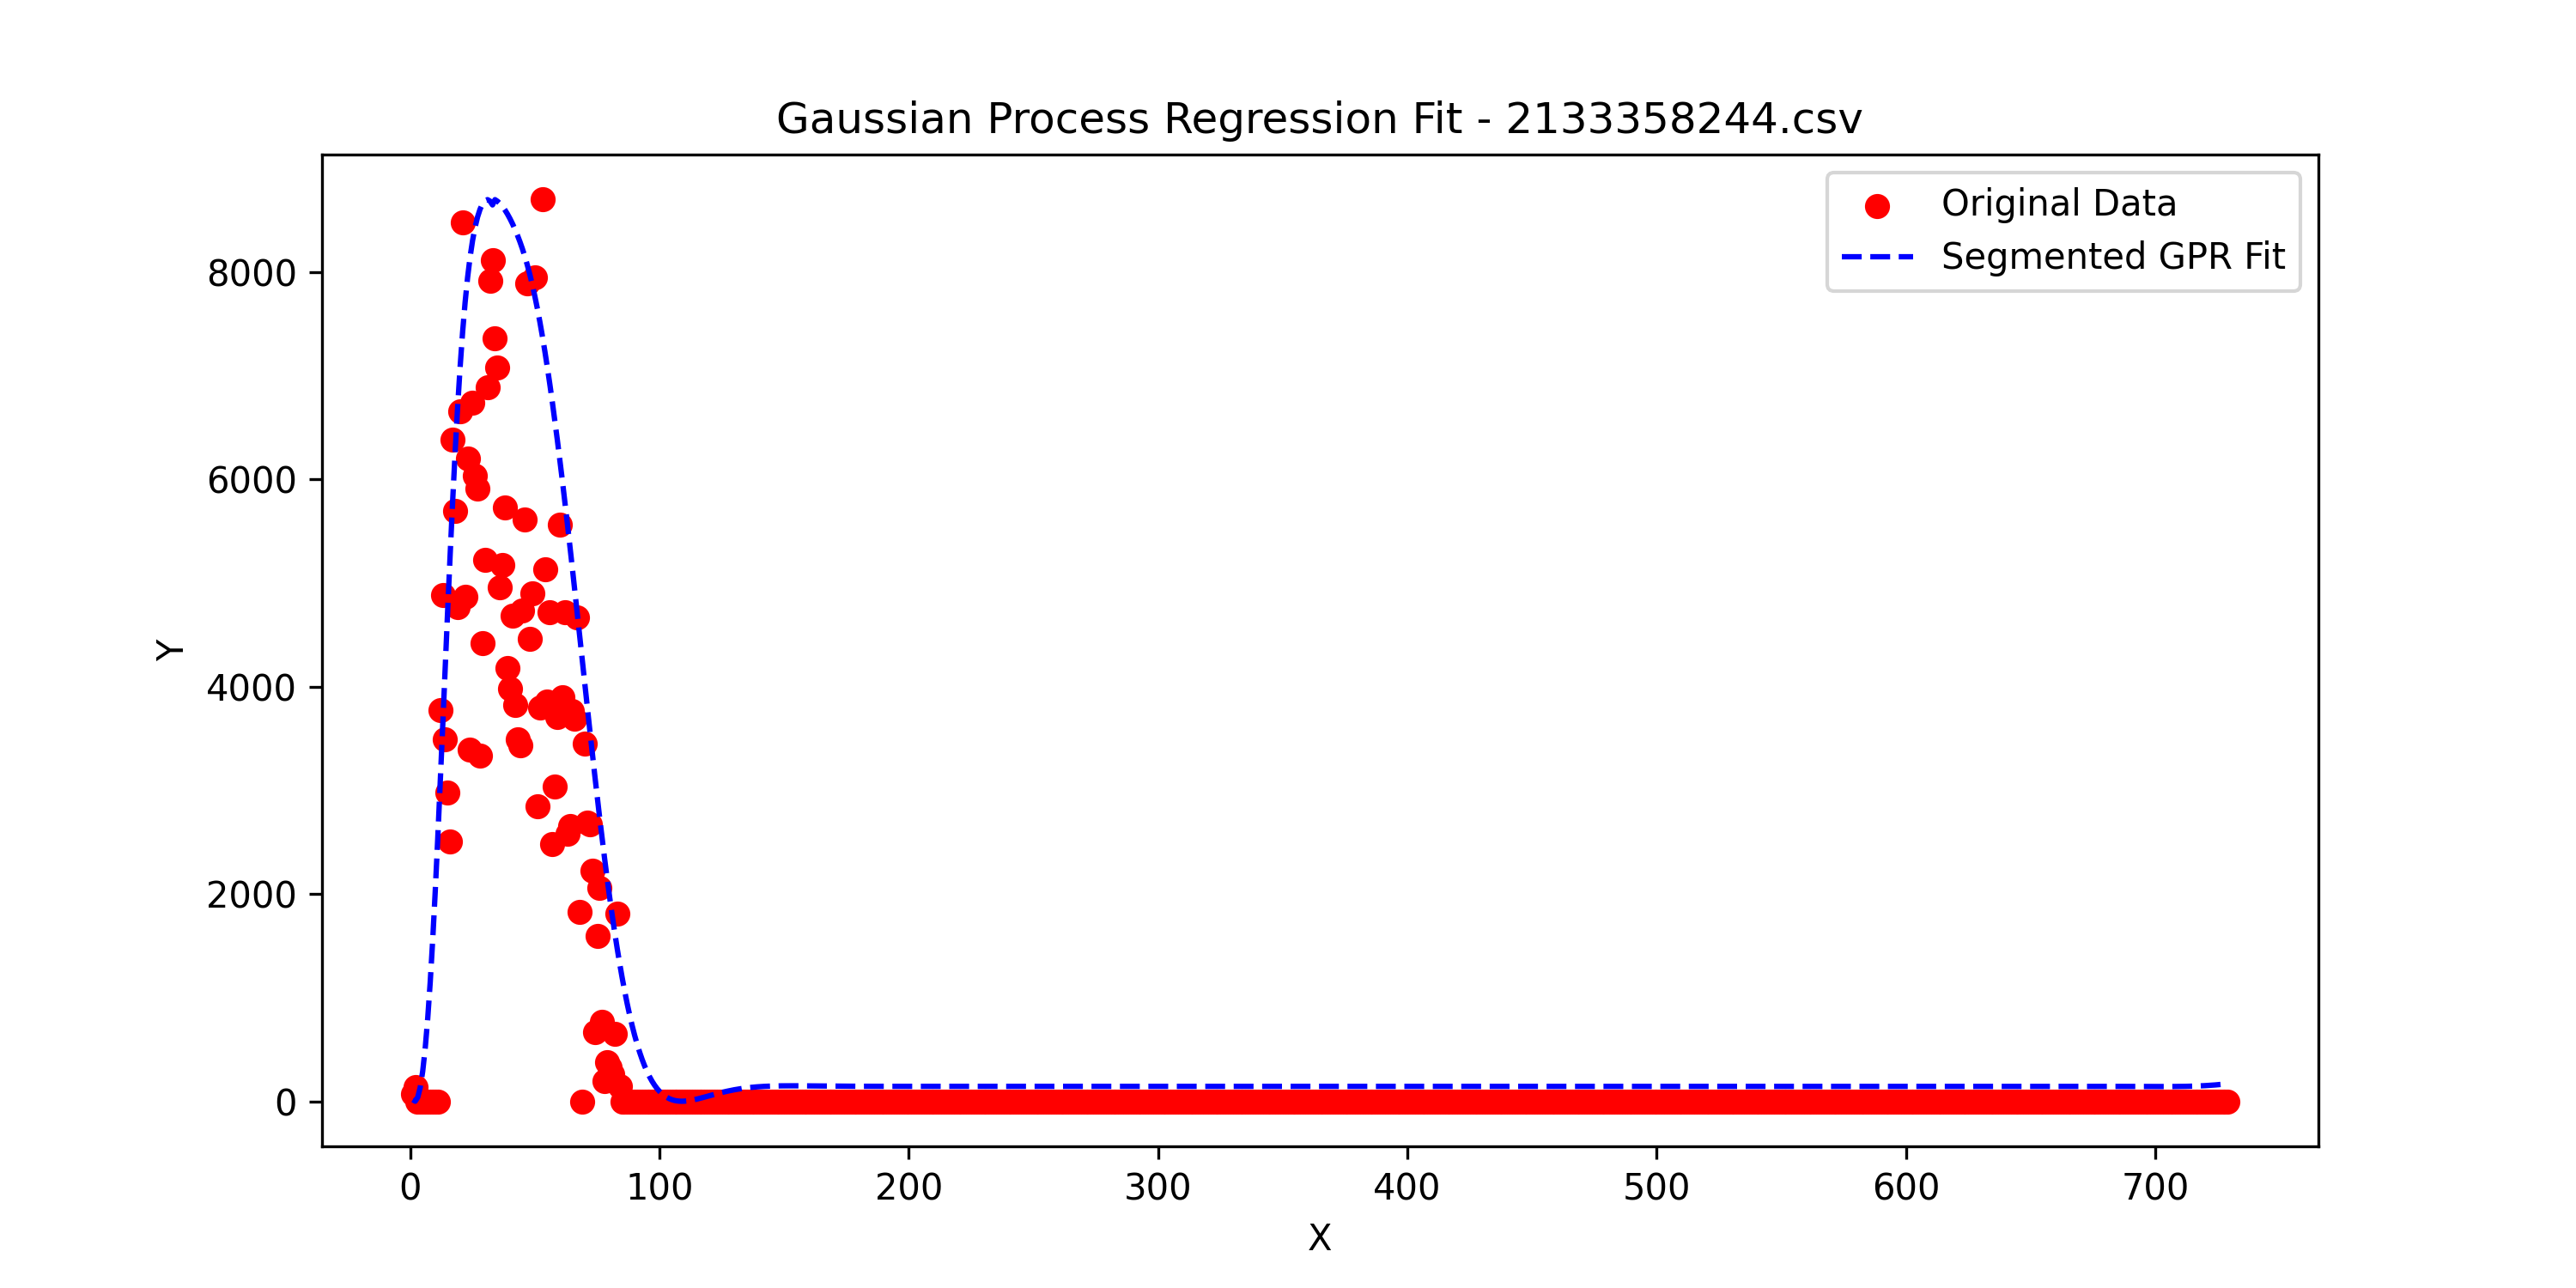 Gaussian Process Regression Fit - 2133358244.csv
Original Data
Segmented GPR Fit
8000
6000
4000
2000
0
Y
0 100 200 300 400 500 600 700
X